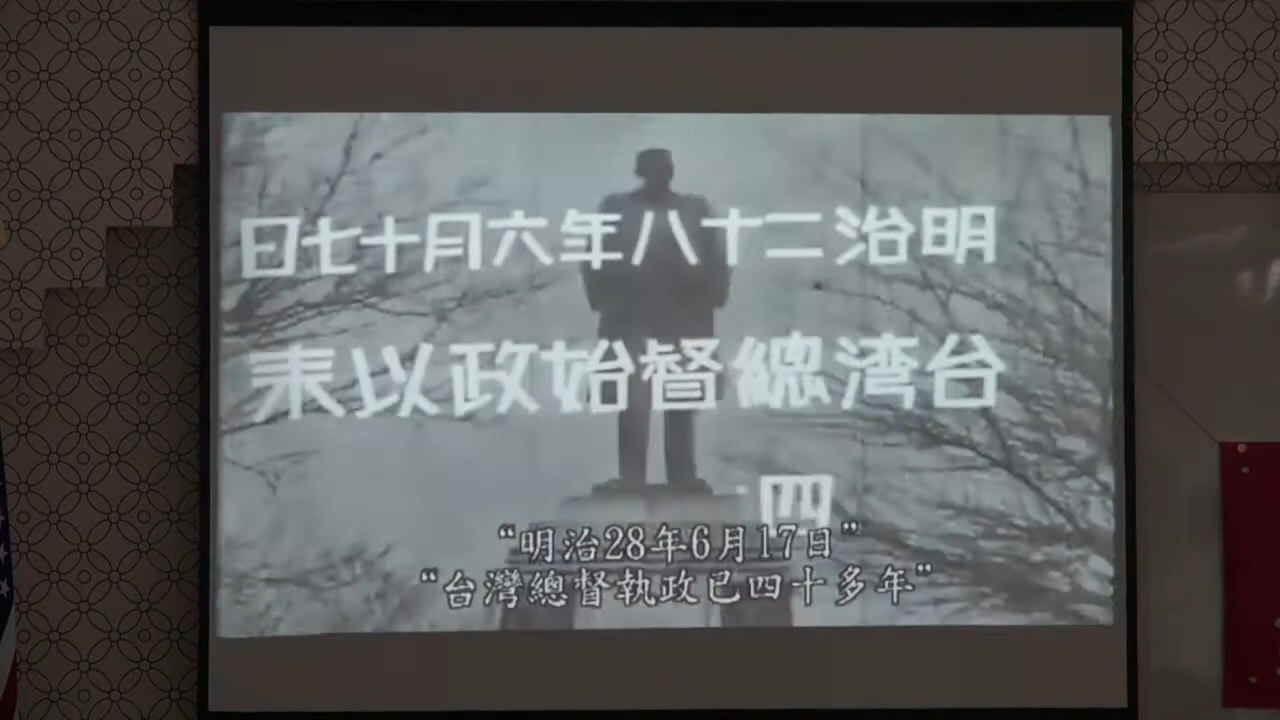 明治二十八年六月十七日
台湾總督始政以来
四
“明治28年6月17日”
“台灣總督執政已四十多年”